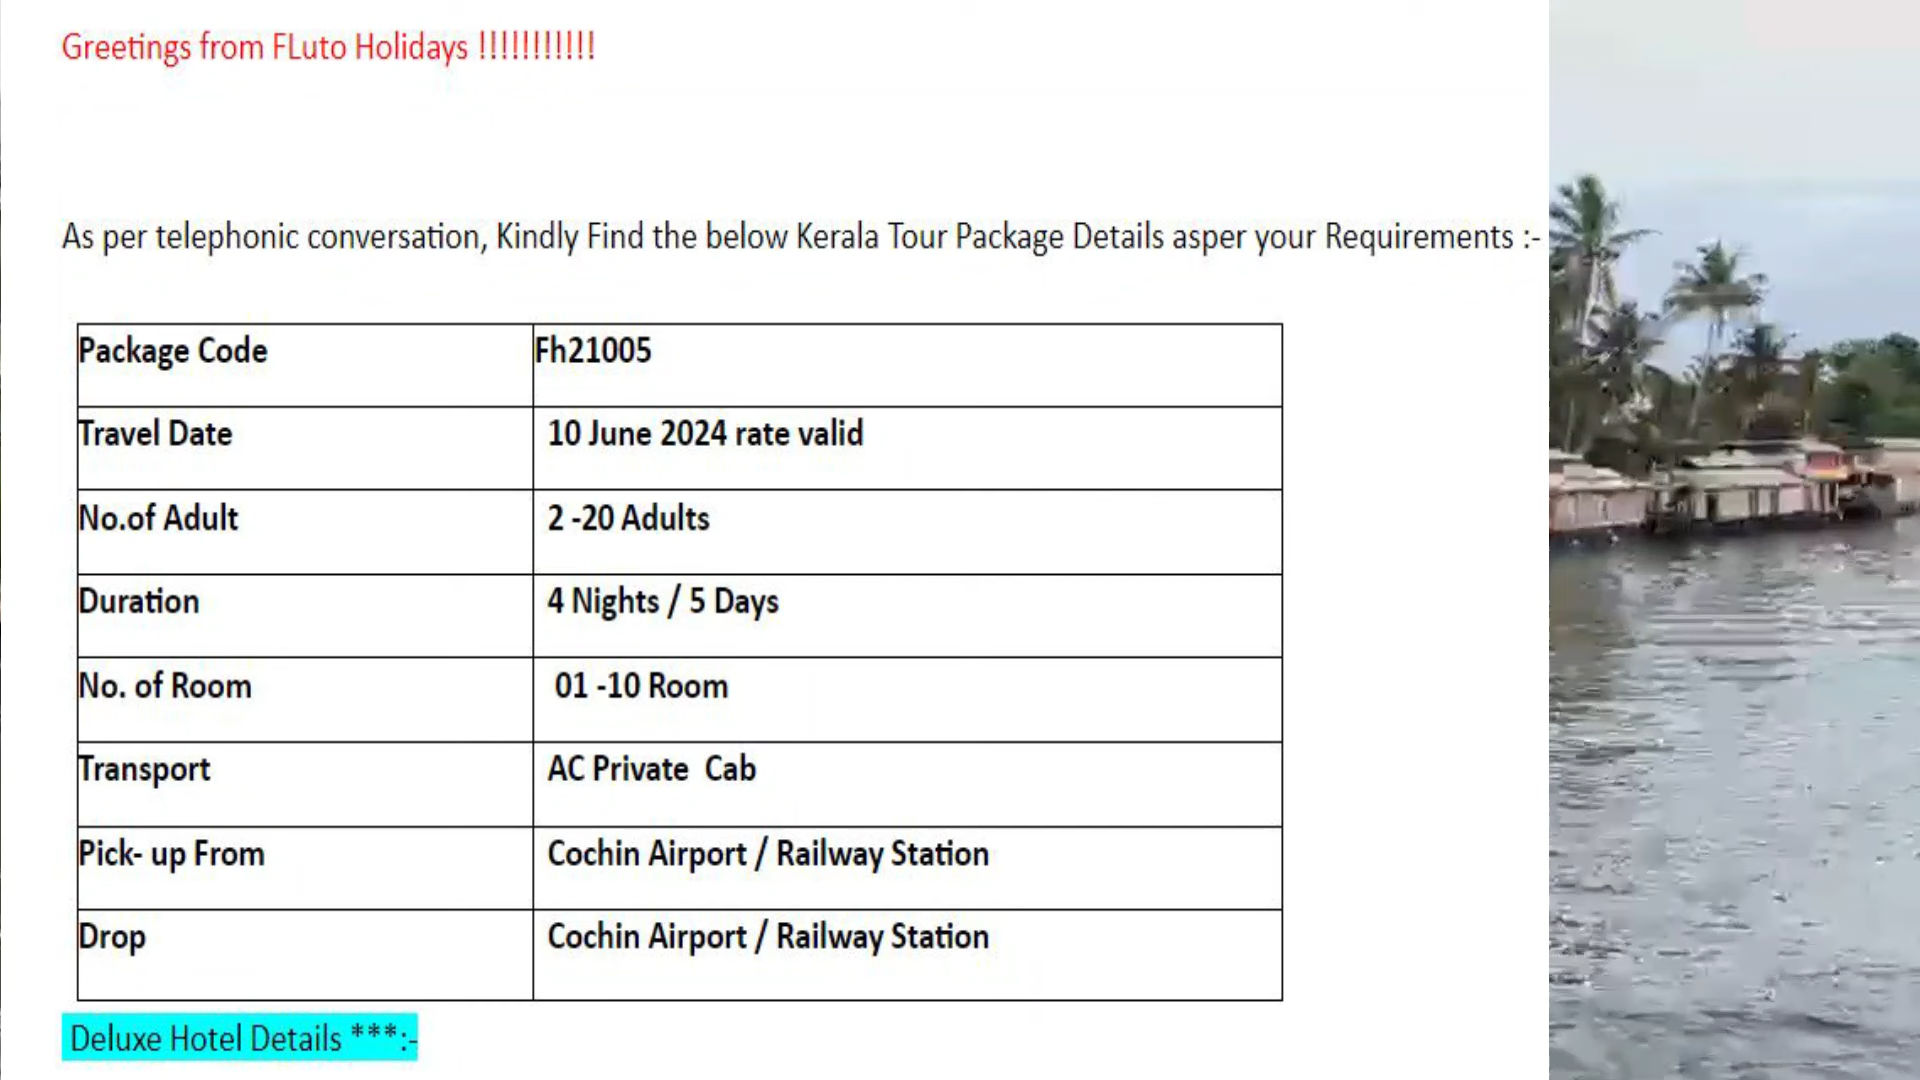 Greetings from FLuto Holidays !!!!!!!!!!!
As per telephonic conversation, Kindly Find the below Kerala Tour Package Details asper your Requirements :-
Package Code Fh21005
Travel Date 10 June 2024 rate valid
No.of Adult 2 -20 Adults
Duration 4 Nights / 5 Days
No. of Room 01 -10 Room
Transport AC Private Cab
Pick- up From Cochin Airport / Railway Station
Drop Cochin Airport / Railway Station
Deluxe Hotel Details ***:-